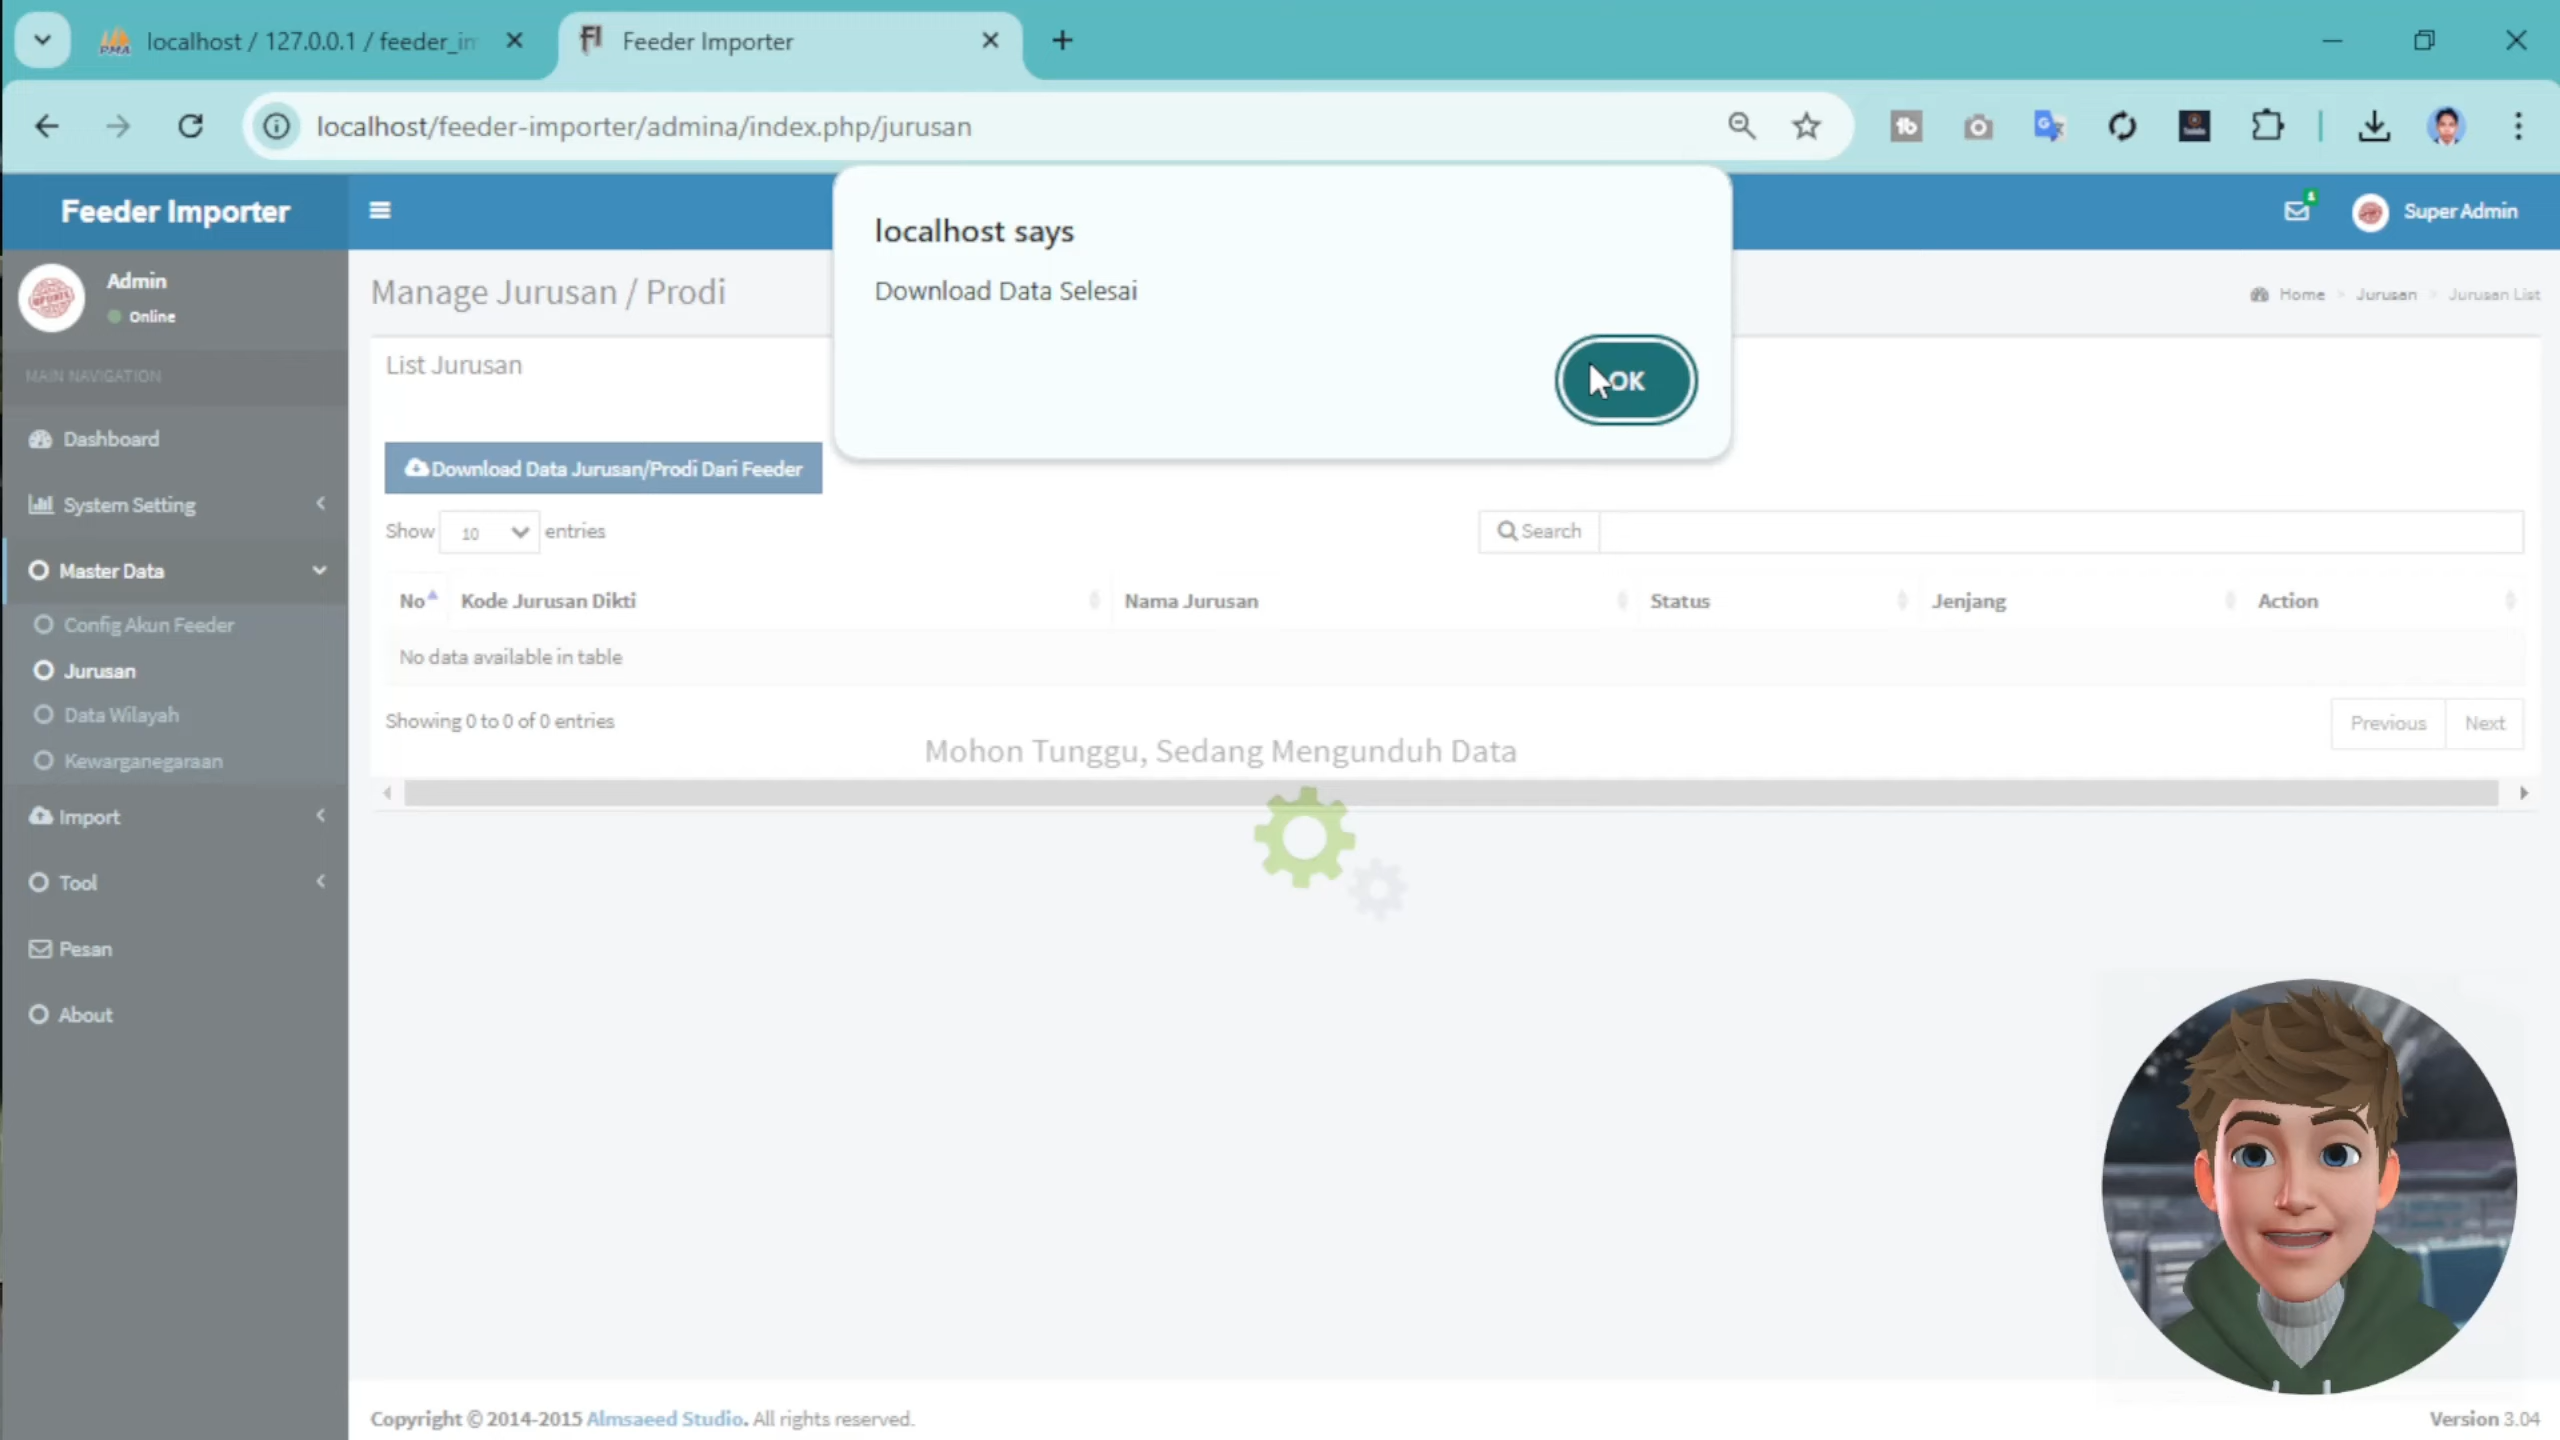 localhost / 127.0.0.1 / feeder_im
Feeder Importer
localhost/feeder-importer/admina/index.php/jurusan
Feeder Importer
Super Admin
localhost says
Download Data Selesai
OK
Admin
Online
Manage Jurusan / Prodi
Home > Jurusan > Jurusan List
MAIN NAVIGATION
List Jurusan
Dashboard
Download Data Jurusan/Prodi Dari Feeder
System Setting
Show 10 entries
Search
Master Data
No Kode Jurusan Dikti Nama Jurusan Status Jenjang Action
Config Akun Feeder
No data available in table
Jurusan
Data Wilayah
Showing 0 to 0 of 0 entries
Previous Next
Mohon Tunggu, Sedang Mengunduh Data
Kewarganegaraan
Import
Tool
Pesan
About
Copyright © 2014-2015 Almsaeed Studio. All rights reserved.
Version 3.04